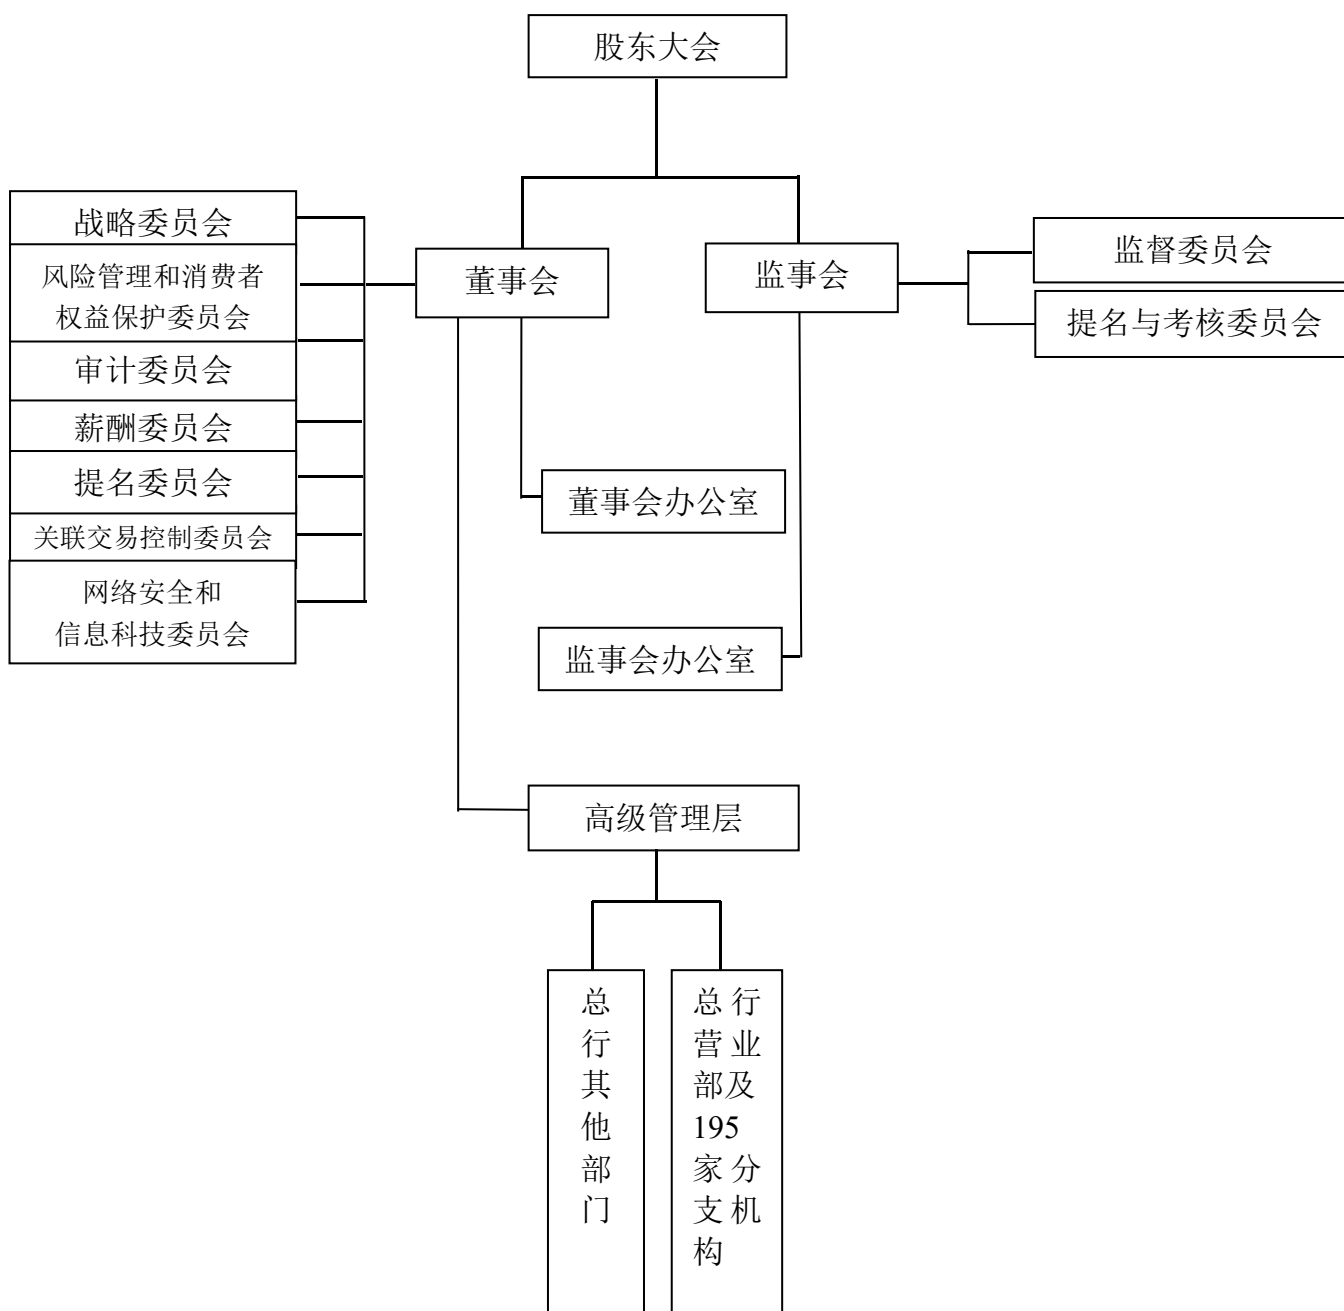 股东大会
战略委员会
风险管理和消费者
权益保护委员会
审计委员会
薪酬委员会
提名委员会
关联交易控制委员会
网络安全和
信息科技委员会
董事会
监事会
监督委员会
提名与考核委员会
董事会办公室
监事会办公室
高级管理层
总
行
其
他
部
门
总行
营业
部及
195
家分
支机
构